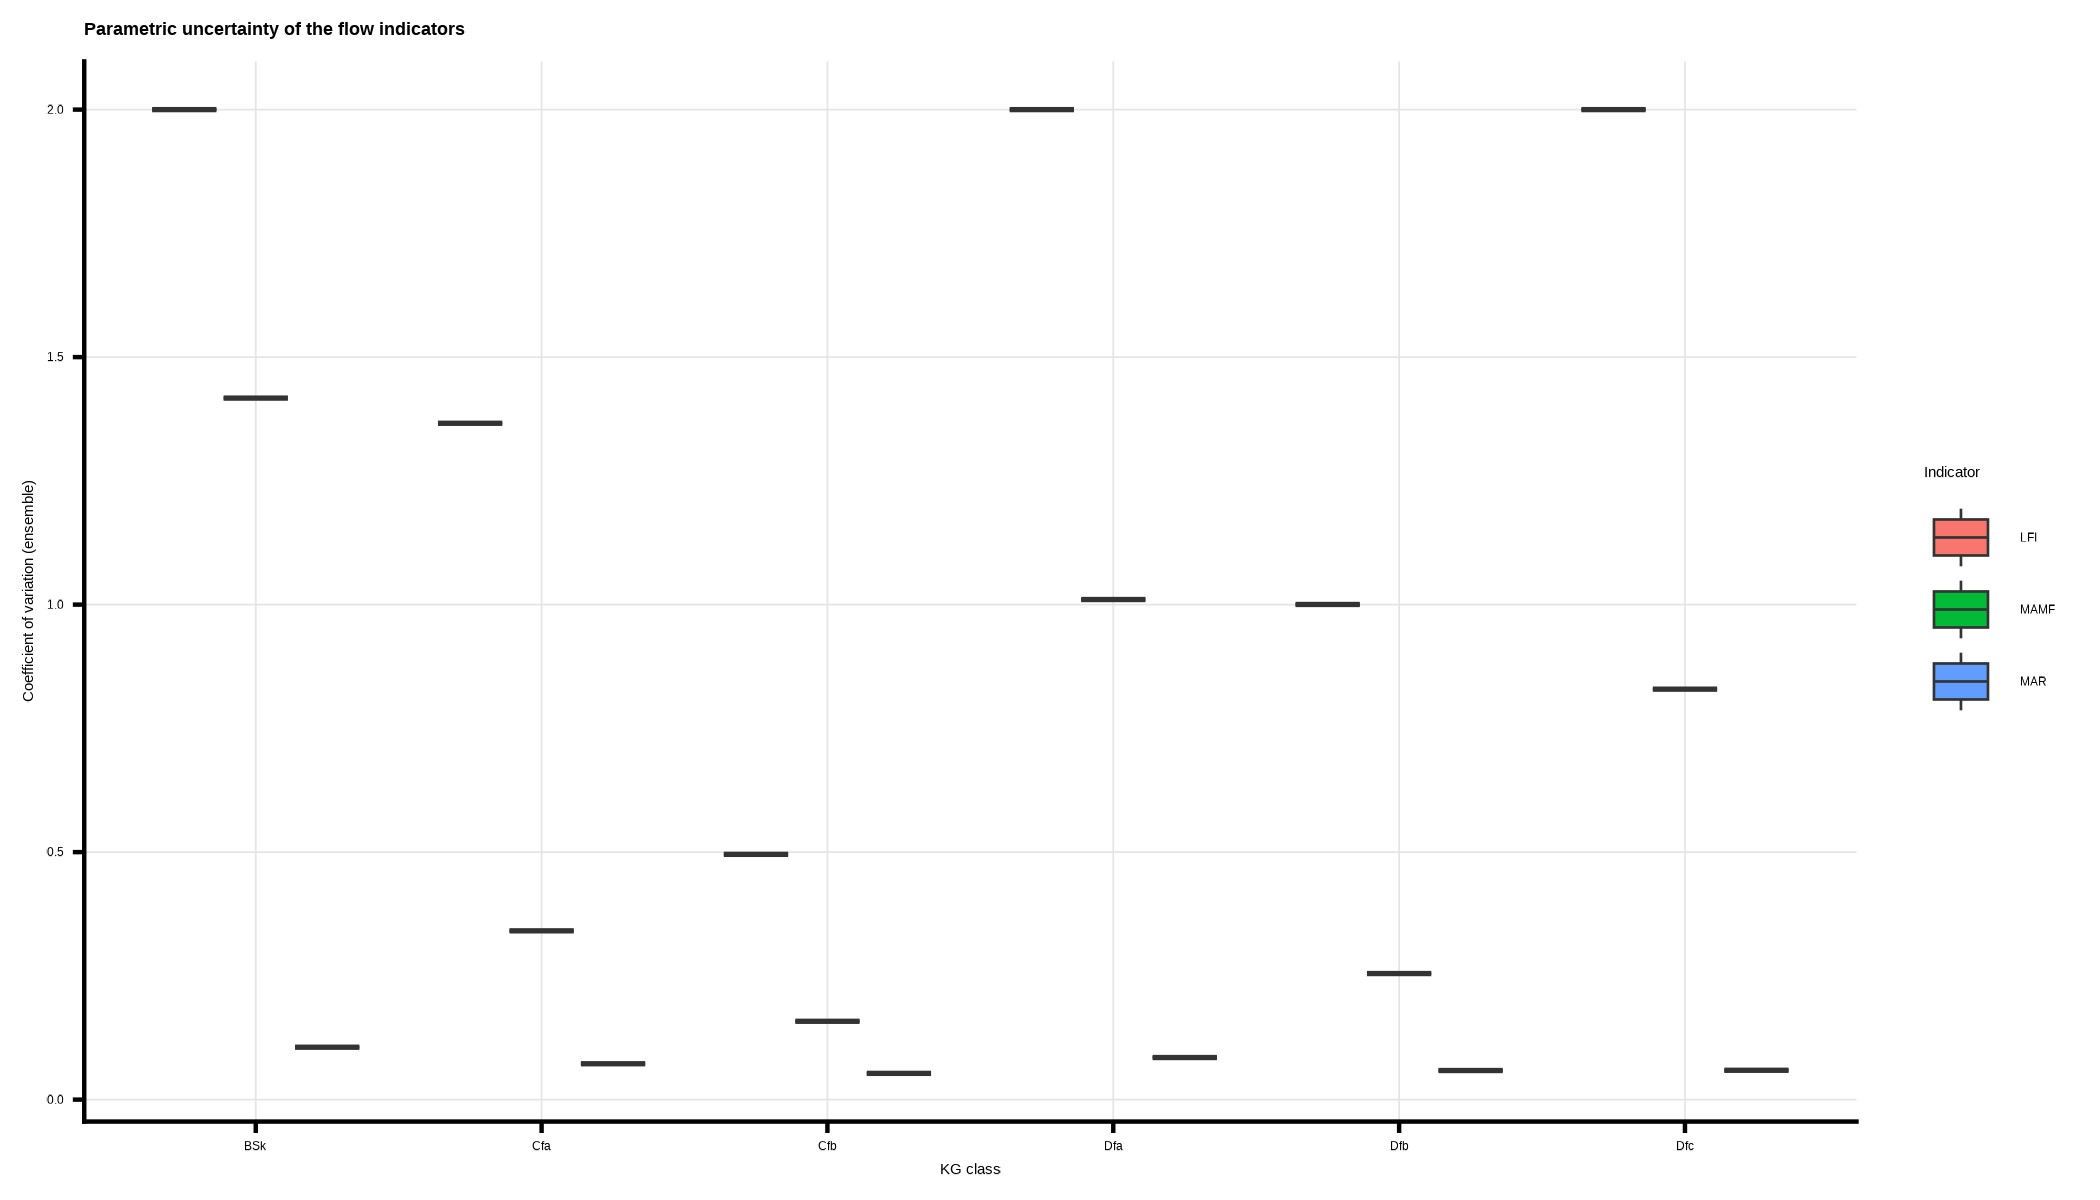 Parametric uncertainty of the flow indicators
2.0
1.5
1.0
0.5
0.0
Coefficient of variation (ensemble)
BSk
Cfa
Cfb
Dfa
Dfb
Dfc
KG class
Indicator
LFI
MAMF
MAR